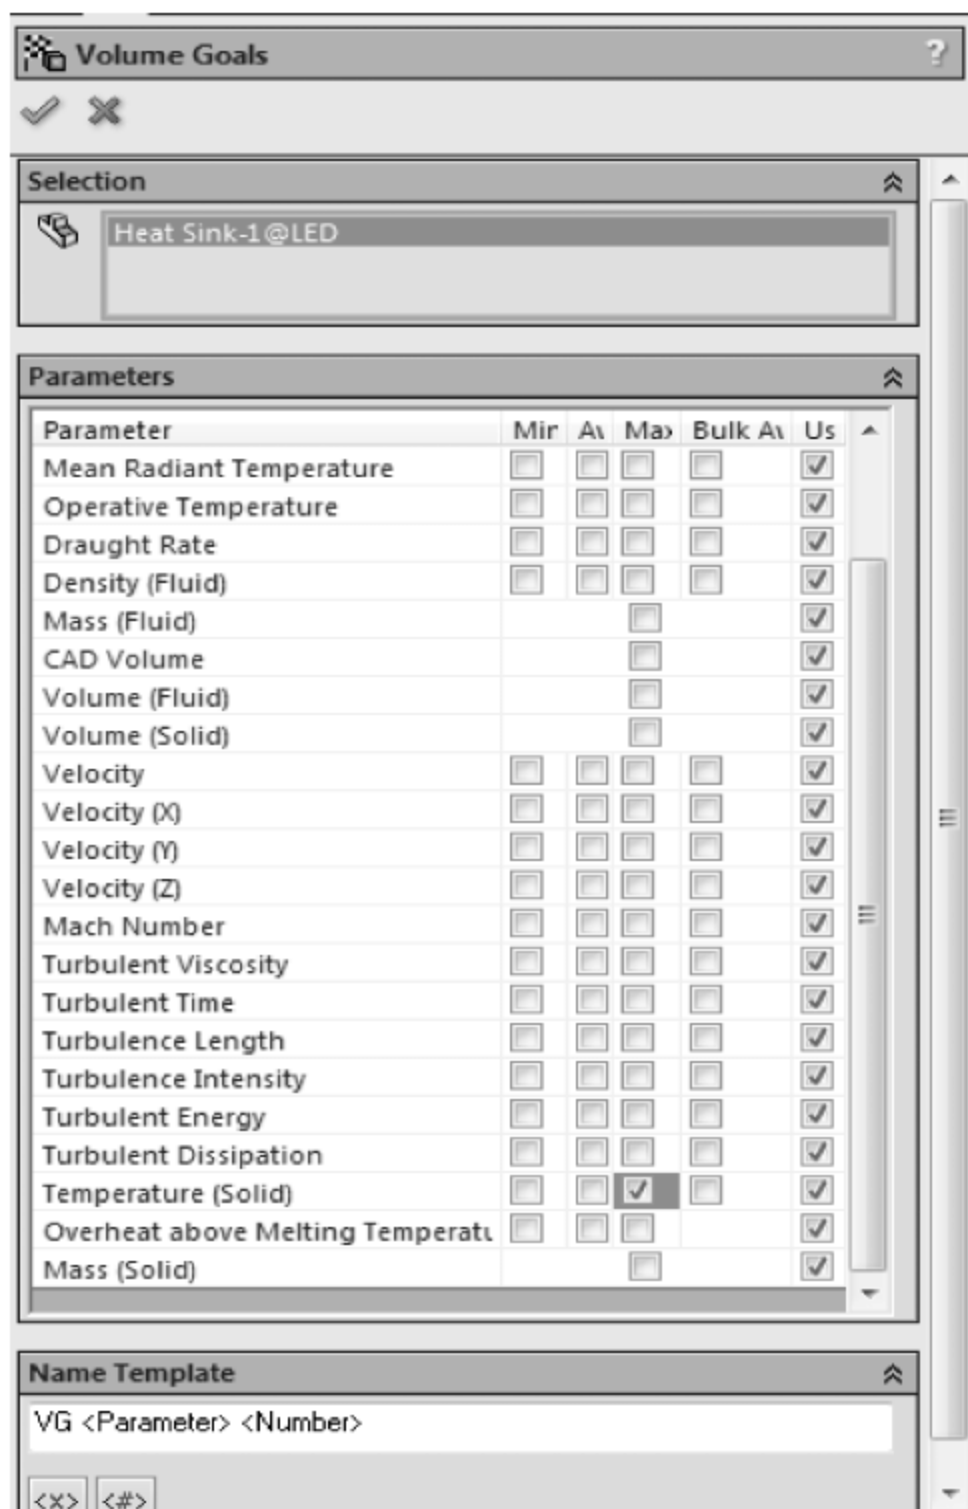 Volume Goals
?
Selection
Heat Sink-1@LED
Parameters
Parameter Mir Av Max Bulk Av Us
Mean Radiant Temperature
Operative Temperature
Draught Rate
Density (Fluid)
Mass (Fluid)
CAD Volume
Volume (Fluid)
Volume (Solid)
Velocity
Velocity (X)
Velocity (Y)
Velocity (Z)
Mach Number
Turbulent Viscosity
Turbulent Time
Turbulence Length
Turbulence Intensity
Turbulent Energy
Turbulent Dissipation
Temperature (Solid)
Overheat above Melting Temperatu
Mass (Solid)
Name Template
VG <Parameter> <Number>
<x> <#>